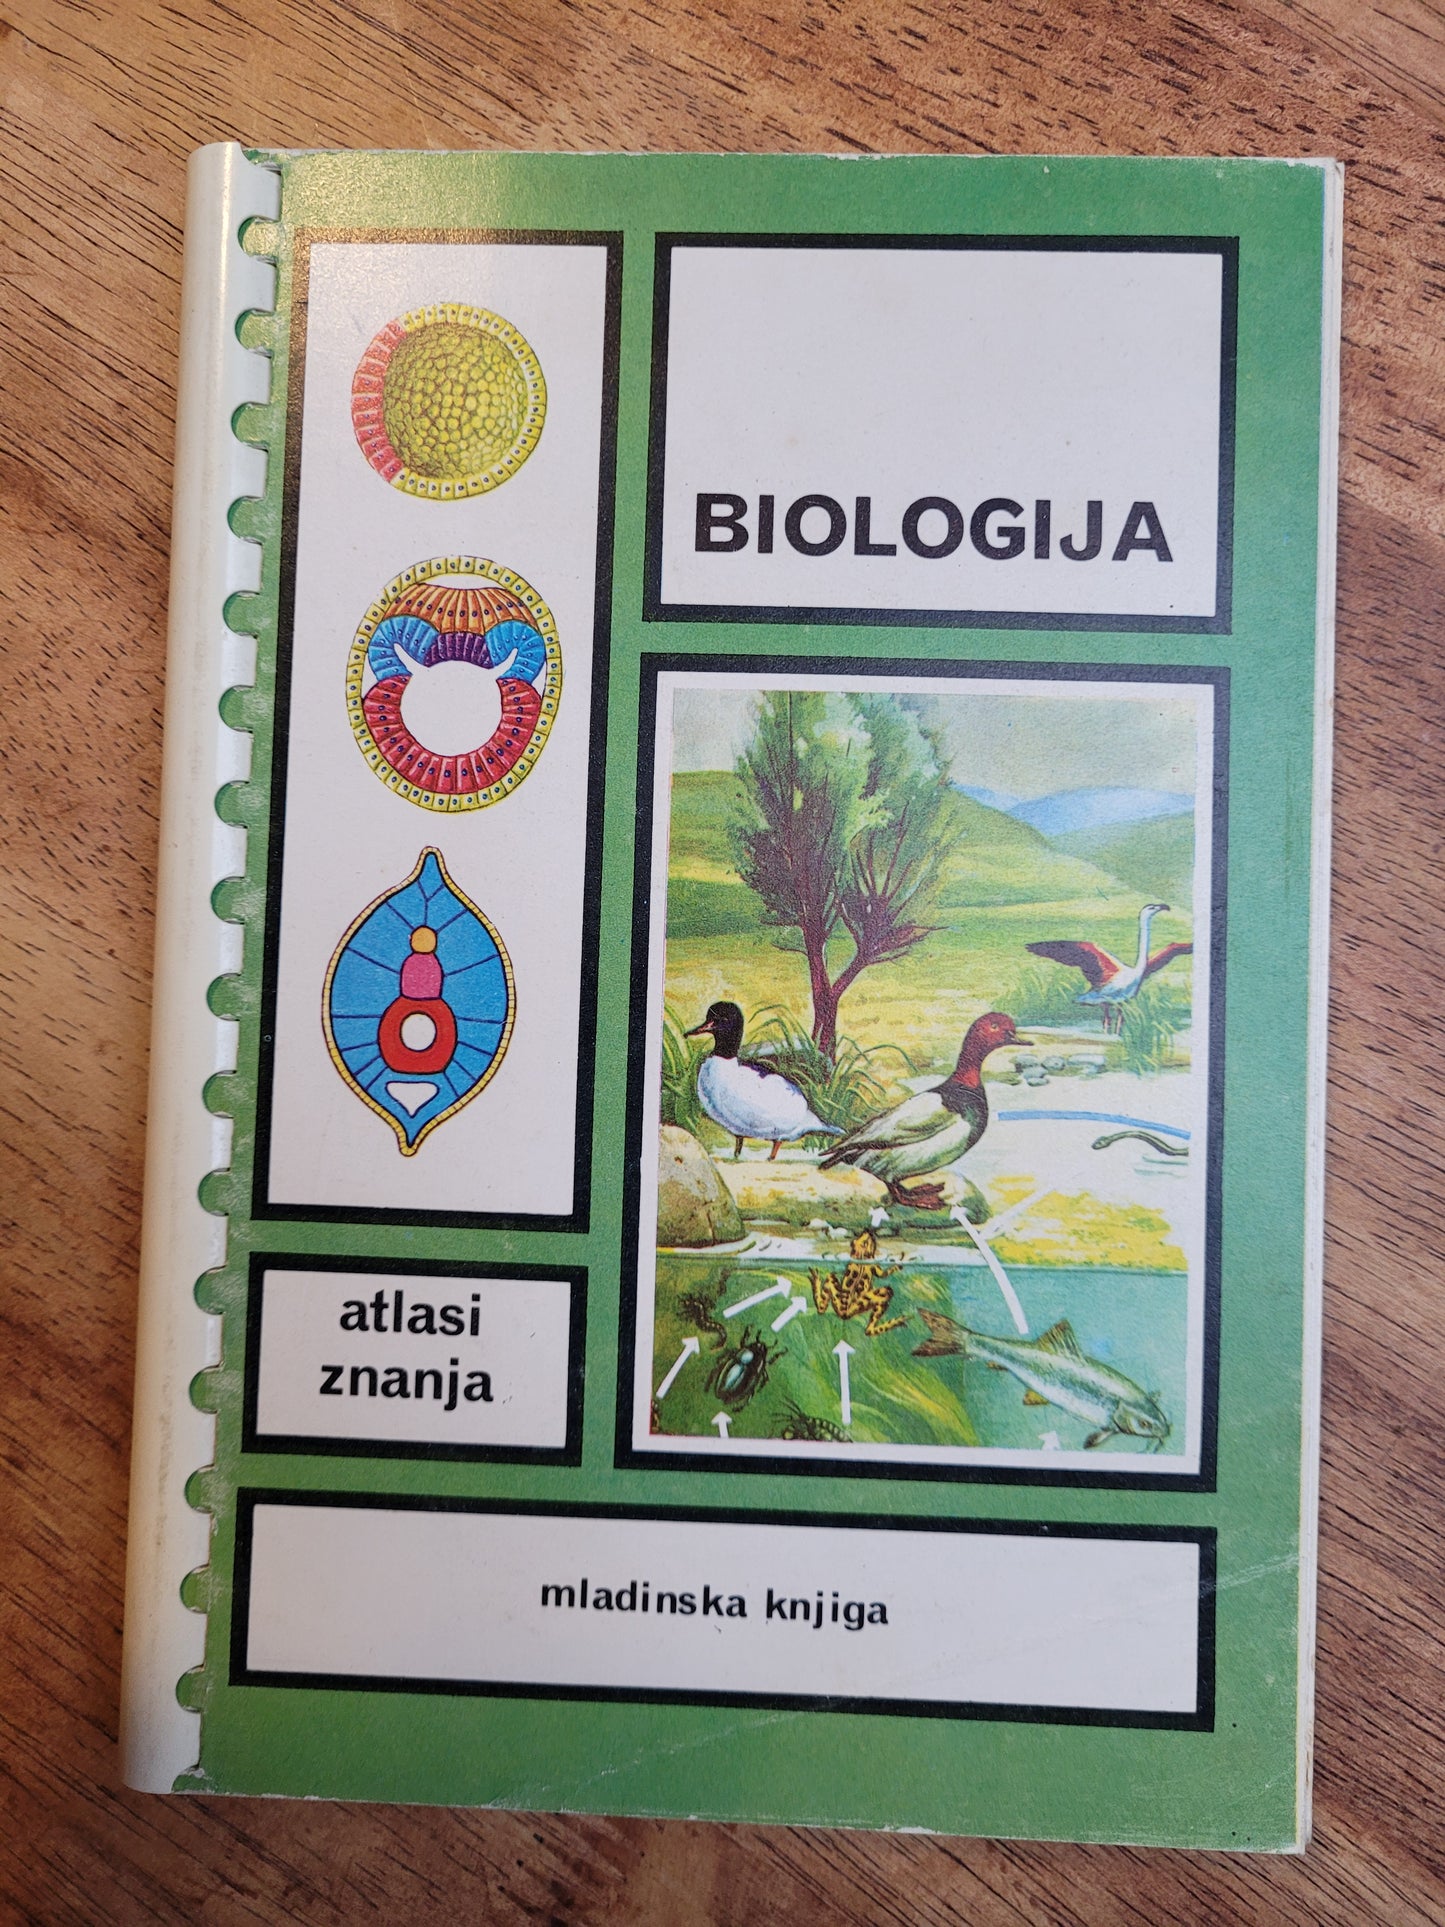 BIOLOGIJA
atlasi
znanja
mladinska knjiga